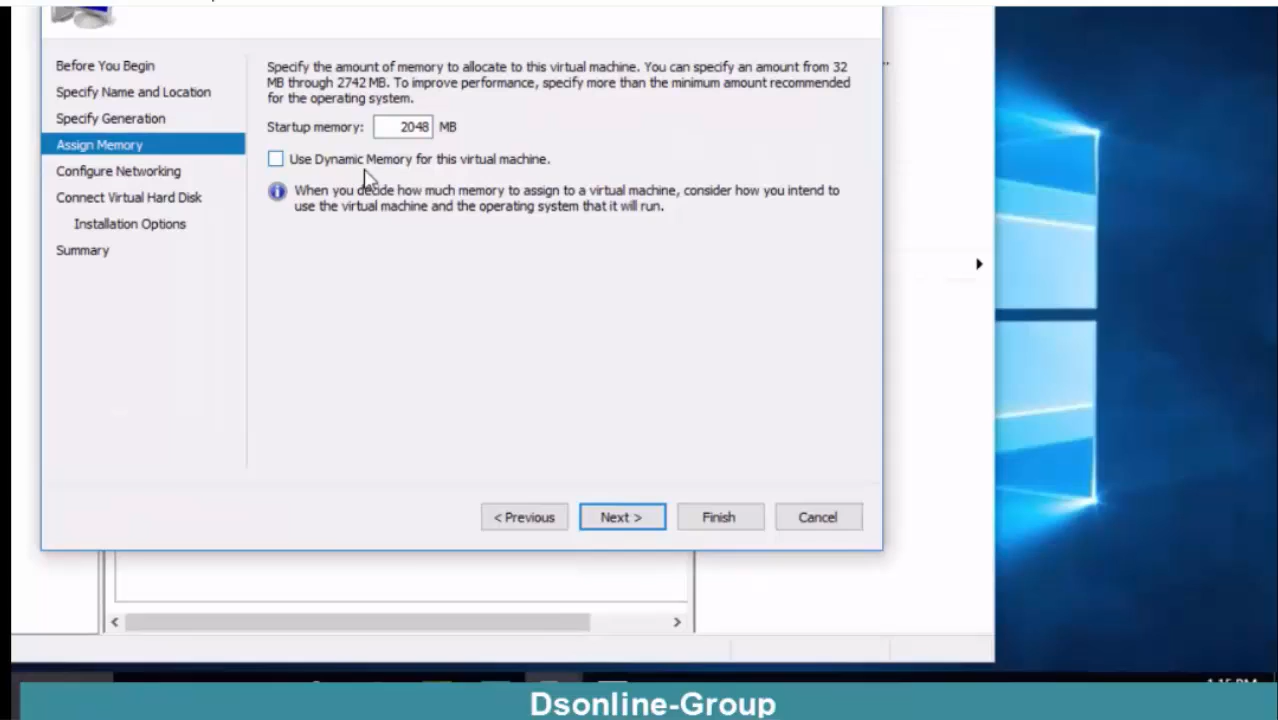 Before You Begin
Specify Name and Location
Specify Generation
Assign Memory
Configure Networking
Connect Virtual Hard Disk
Installation Options
Summary
Specify the amount of memory to allocate to this virtual machine. You can specify an amount from 32
MB through 2742 MB. To improve performance, specify more than the minimum amount recommended
for the operating system.
Startup memory: 2048 MB
Use Dynamic Memory for this virtual machine.
When you decide how much memory to assign to a virtual machine, consider how you intend to
use the virtual machine and the operating system that it will run.
< Previous
Next >
Finish
Cancel
Dsonline-Group